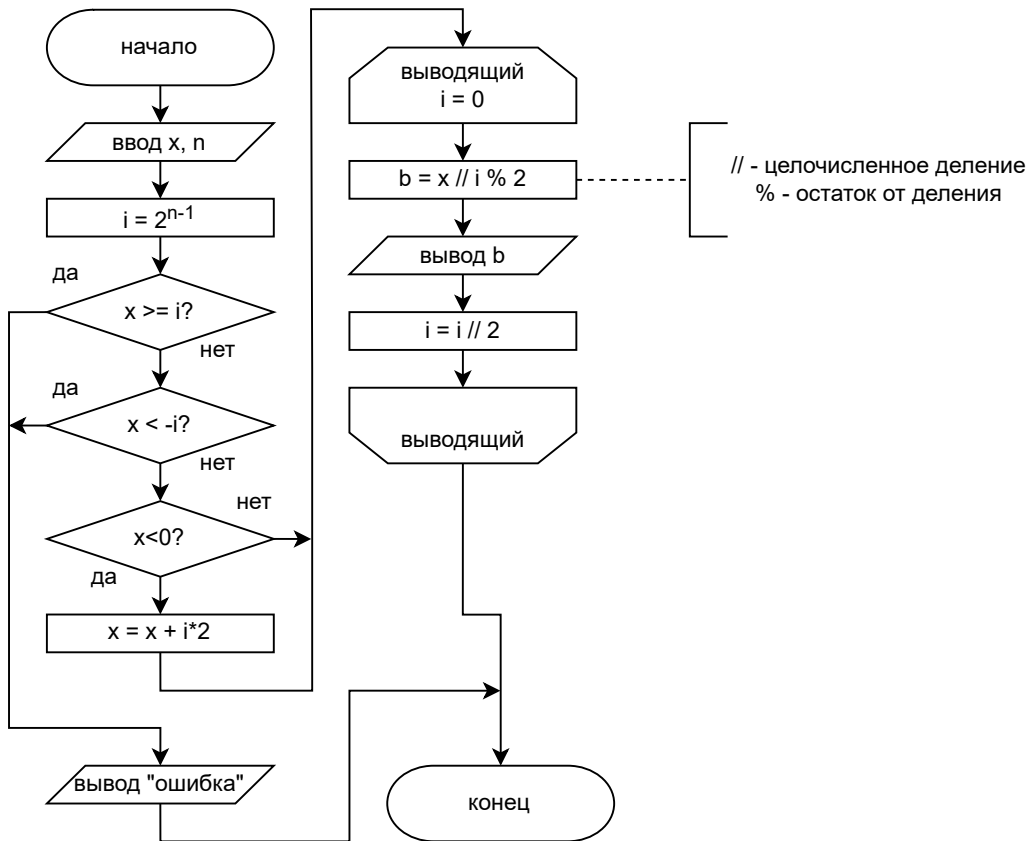 начало
ввод x, n
i = 2^n-1
да
x >= i?
нет
да
x < -i?
нет
нет
x<0?
да
x = x + i*2
вывод "ошибка"
выводящий
i = 0
b = x // i % 2
// - целочисленное деление
% - остаток от деления
вывод b
i = i // 2
выводящий
конец